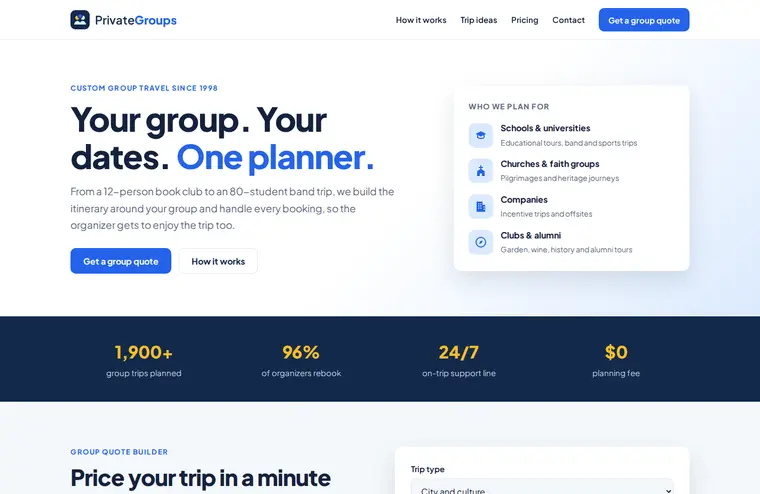 PrivateGroups
How it works
Trip ideas
Pricing
Contact
Get a group quote
CUSTOM GROUP TRAVEL SINCE 1998
Your group. Your
dates. One planner.
From a 12–person book club to an 80–student band trip, we build the
itinerary around your group and handle every booking, so the
organizer gets to enjoy the trip too.
Get a group quote
How it works
WHO WE PLAN FOR
Schools & universities
Educational tours, band and sports trips
Churches & faith groups
Pilgrimages and heritage journeys
Companies
Incentive trips and offsites
Clubs & alumni
Garden, wine, history and alumni tours
1,900+
group trips planned
96%
of organizers rebook
24/7
on-trip support line
$0
planning fee
GROUP QUOTE BUILDER
Price your trip in a minute
Trip type
City and culture